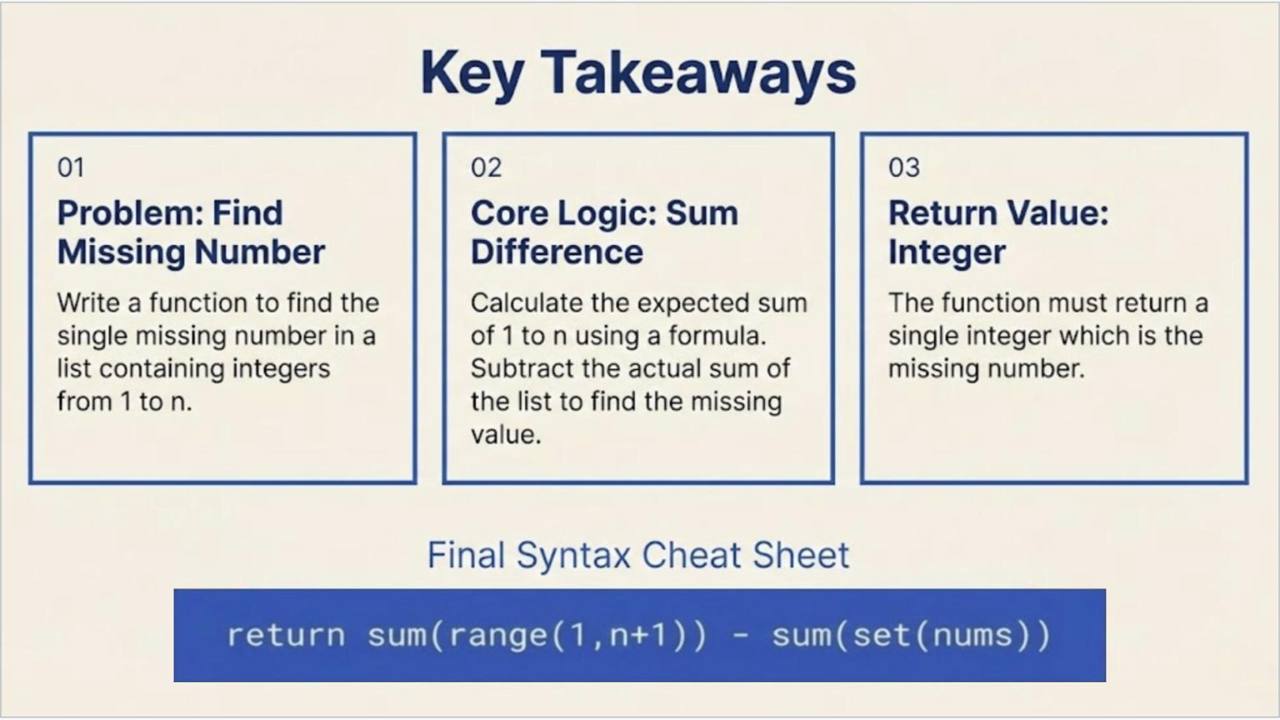 Key Takeaways
01
Problem: Find
Missing Number
Write a function to find the
single missing number in a
list containing integers
from 1 to n.
02
Core Logic: Sum
Difference
Calculate the expected sum
of 1 to n using a formula.
Subtract the actual sum of
the list to find the missing
value.
03
Return Value:
Integer
The function must return a
single integer which is the
missing number.
Final Syntax Cheat Sheet
return sum(range(1,n+1)) - sum(set(nums))